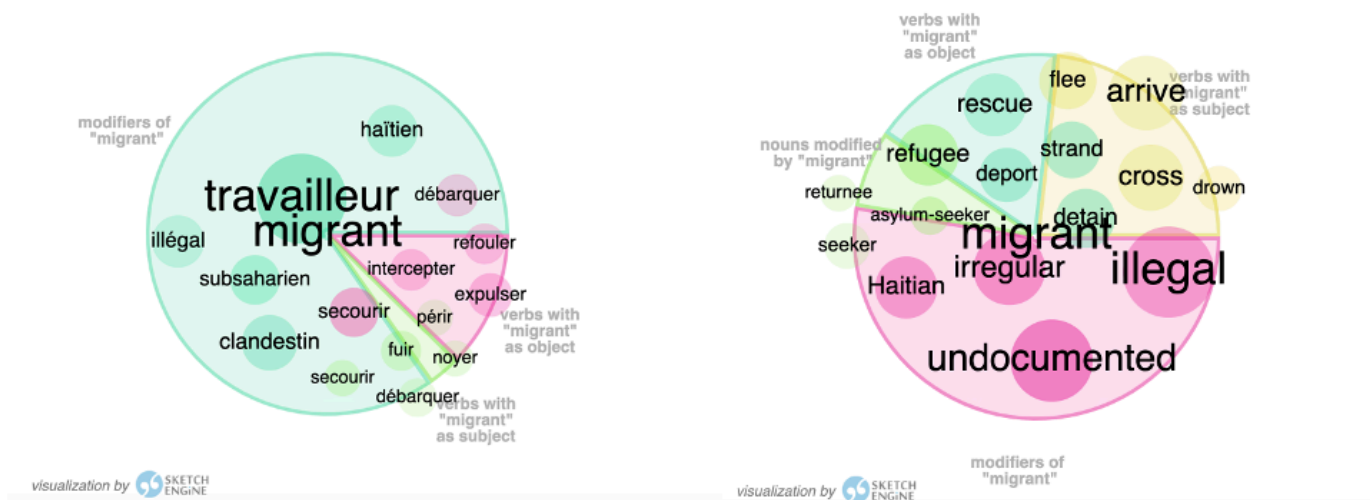 modifiers of
"migrant"
haïtien
travailleur
débarquer
migrant
illégal
refouler
intercepter
subsaharien
expulser
secourir
périr
verbs with
"migrant"
as object
clandestin
fuir
noyer
secourir
débarquer
verbs with
"migrant"
as subject
visualization by
SKETCH
ENGINE
verbs with
"migrant"
as object
flee
arrive
verbs with
"migrant"
as subject
rescue
nouns modified
by "migrant"
refugee
strand
deport
cross
returnee
drown
asylum-seeker
detain
migrant
seeker
irregular
illegal
Haitian
undocumented
modifiers of
"migrant"
visualization by
SKETCH
ENGINE